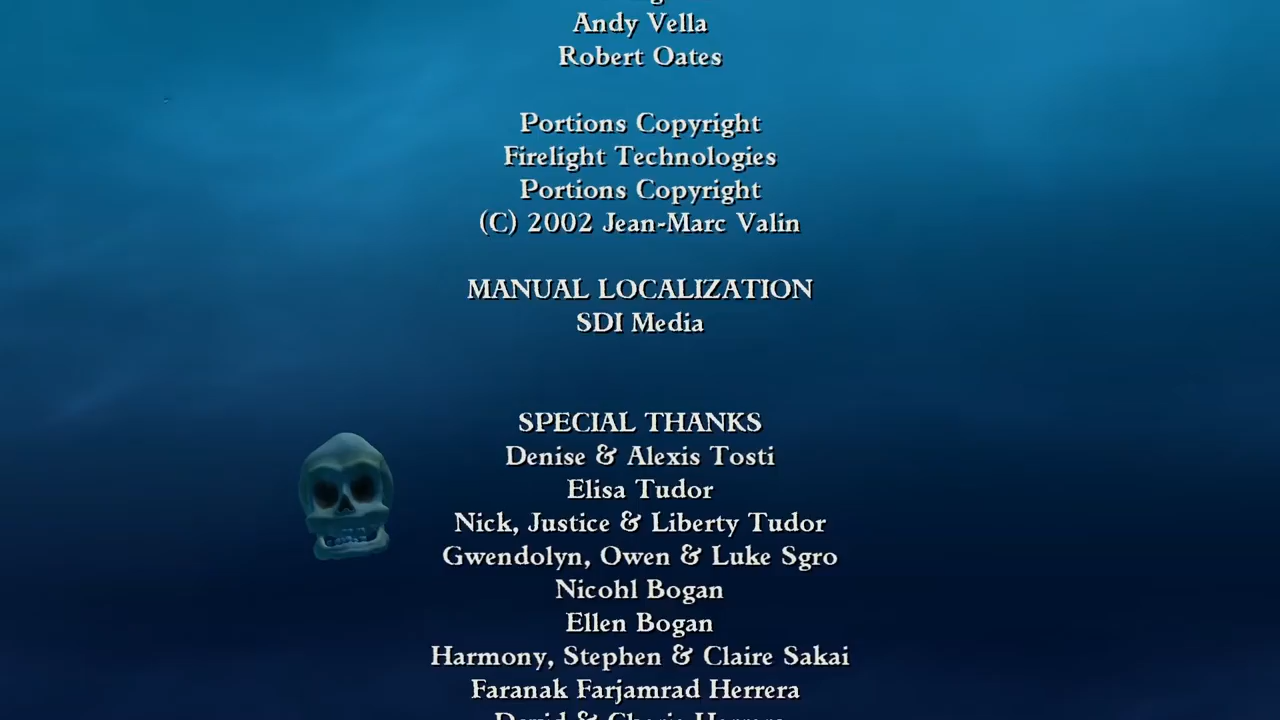 Andy Vella
Robert Oates
Portions Copyright
Firelight Technologies
Portions Copyright
(C) 2002 Jean-Marc Valin
MANUAL LOCALIZATION
SDI Media
SPECIAL THANKS
Denise & Alexis Tosti
Elisa Tudor
Nick, Justice & Liberty Tudor
Gwendolyn, Owen & Luke Sgro
Nicohl Bogan
Ellen Bogan
Harmony, Stephen & Claire Sakai
Faranak Farjamrad Herrera